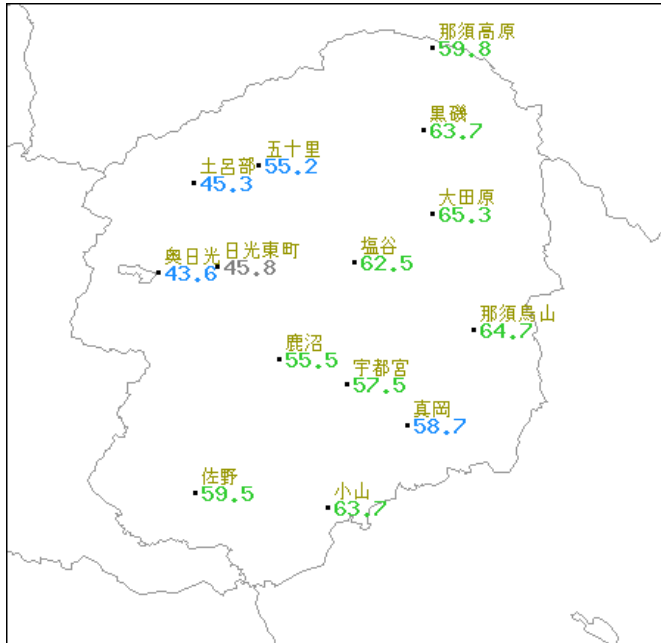 那須高原
59.8
黒磯
63.7
五十里
55.2
土呂部
45.3
大田原
65.3
日光東町
45.8
奥日光
43.6
塩谷
62.5
那須烏山
64.7
鹿沼
55.5
宇都宮
57.5
真岡
58.7
佐野
59.5
小山
63.7